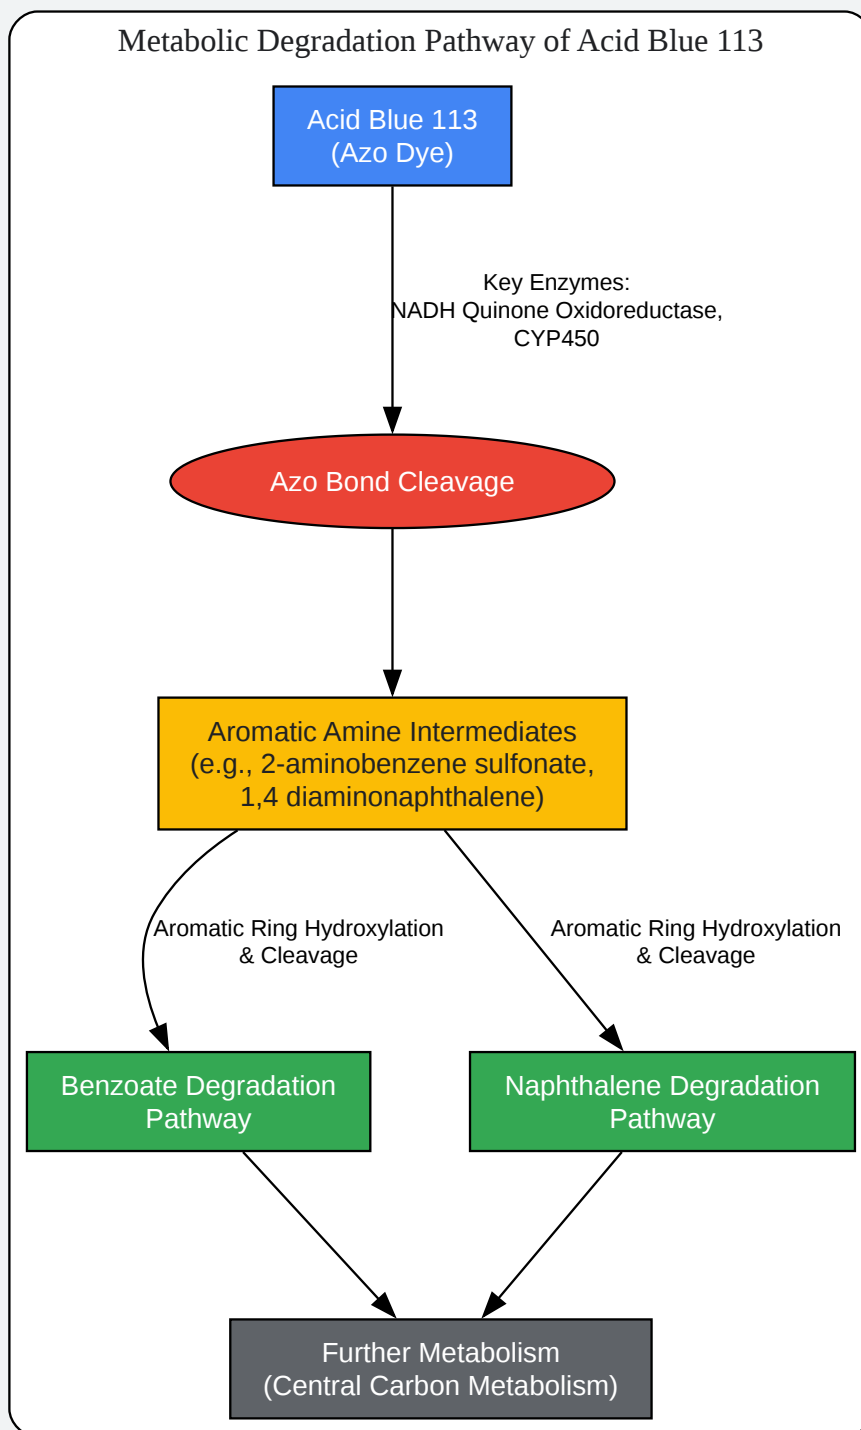 Metabolic Degradation Pathway of Acid Blue 113
Acid Blue 113
(Azo Dye)
Key Enzymes:
NADH Quinone Oxidoreductase,
CYP450
Azo Bond Cleavage
Aromatic Amine Intermediates
(e.g., 2-aminobenzene sulfonate,
1,4 diaminonaphthalene)
Aromatic Ring Hydroxylation
& Cleavage
Aromatic Ring Hydroxylation
& Cleavage
Benzoate Degradation
Pathway
Naphthalene Degradation
Pathway
Further Metabolism
(Central Carbon Metabolism)